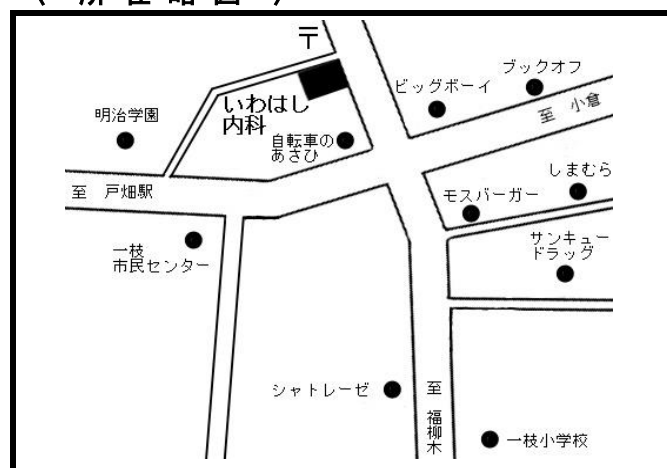 ( 所 在 略 図 )
〒
ブックオフ
ビッグボーイ
至 小倉
いわはし
内科
明治学園
自転車の
あさひ
しまむら
至 戸畑駅
モスバーガー
サンキュー
ドラッグ
一枝
市民センター
シャトレーゼ
至 福柳木
一枝小学校